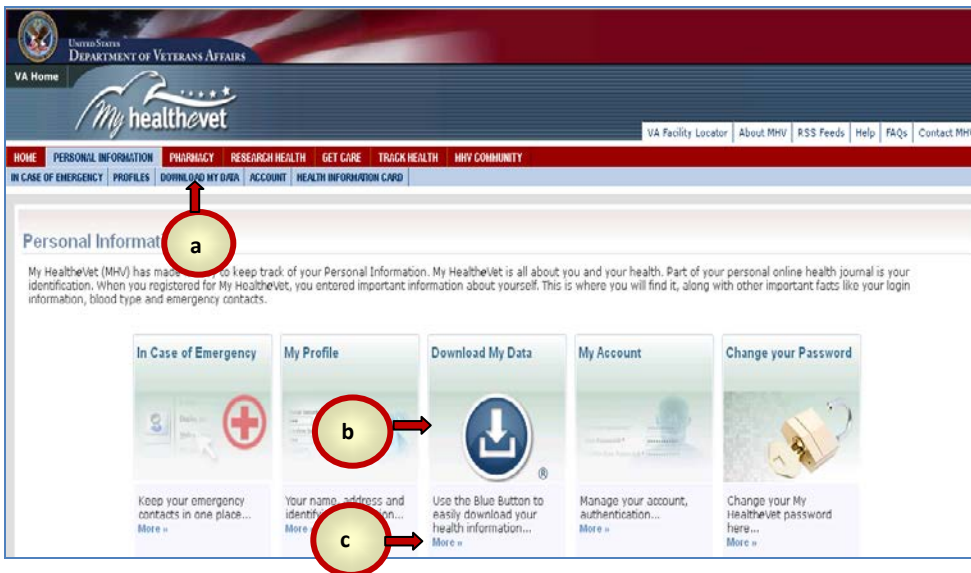 UNITED STATES
DEPARTMENT OF VETERANS AFFAIRS
VA Home
My healthevet
VA Facility Locator About MHV RSS Feeds Help FAQs Contact MHV
HOME PERSONAL INFORMATION PHARMACY RESEARCH HEALTH GET CARE TRACK HEALTH MHV COMMUNITY
IN CASE OF EMERGENCY PROFILES DOWNLOAD MY DATA ACCOUNT HEALTH INFORMATION CARD
a
Personal Informat
My HealtheVet (MHV) has made to keep track of your Personal Information. My HealtheVet is all about you and your health. Part of your personal online health journal is your
identification. When you registered for My HealtheVet, you entered important information about yourself. This is where you will find it, along with other important facts like your login
information, blood type and emergency contacts.
In Case of Emergency
My Profile
Download My Data
My Account
Change your Password
b
®
Keep your emergency
contacts in one place...
More »
Your name, address and
More
Use the Blue Button to
easily download your
health information...
More »
Manage your account,
authentication...
More »
Change your My
HealtheVet password
here...
More »
c